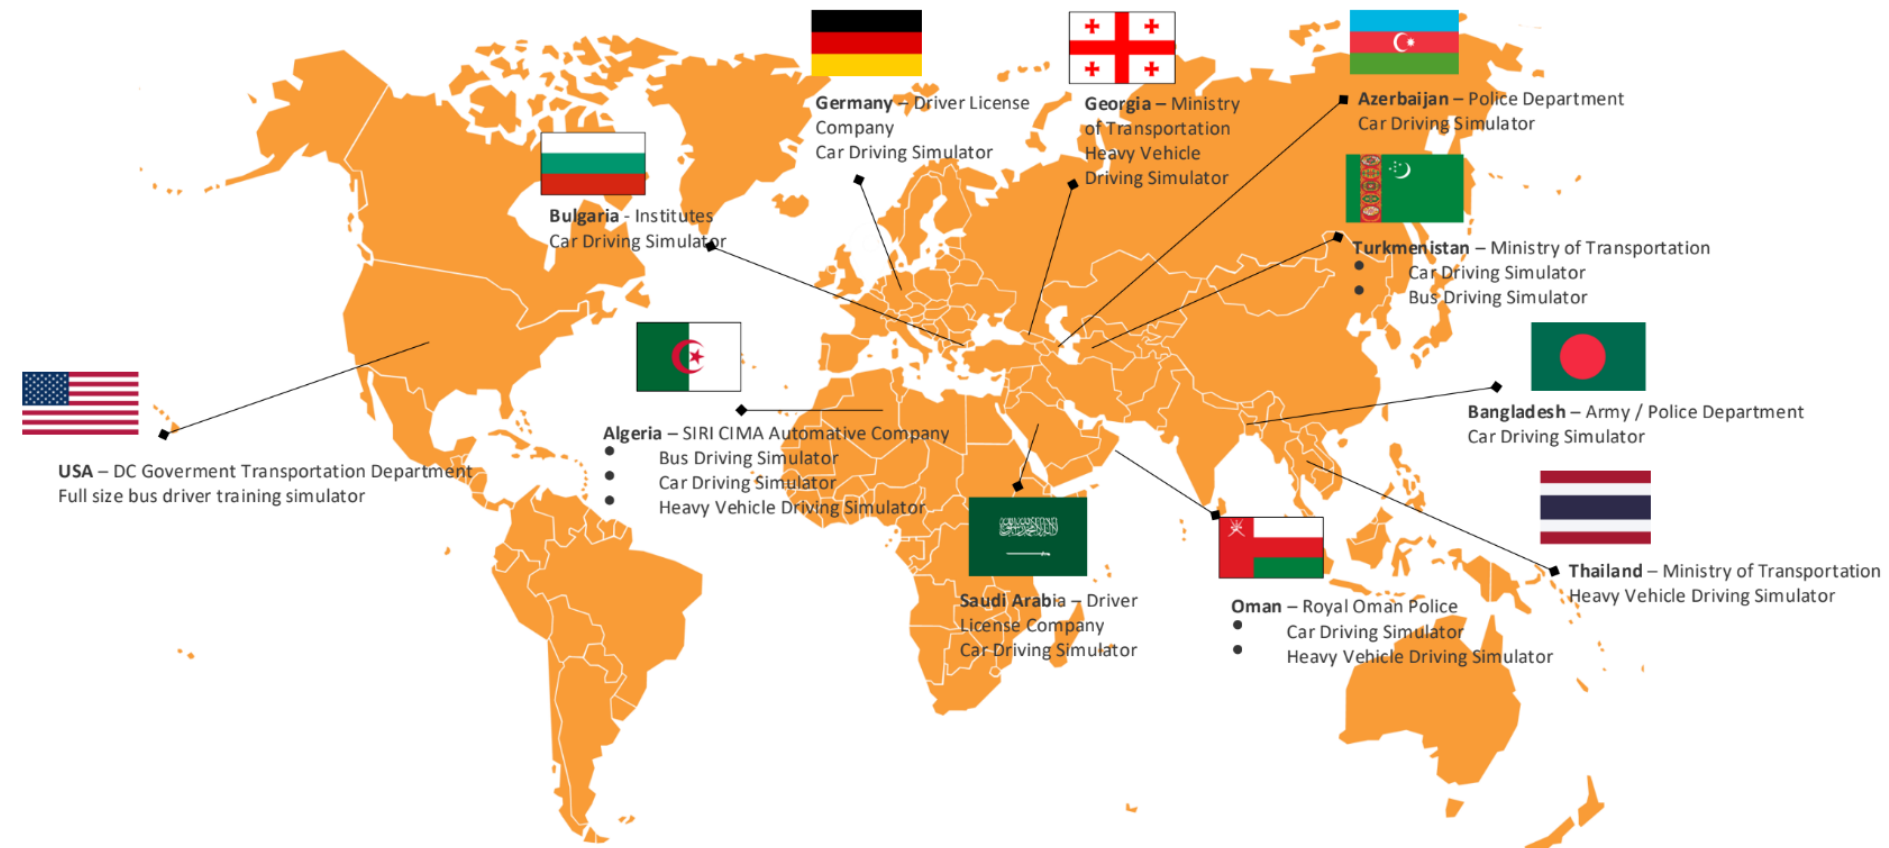 Germany – Driver License
Company
Car Driving Simulator
Georgia – Ministry
of Transportation
Heavy Vehicle
Driving Simulator
Azerbaijan – Police Department
Car Driving Simulator
Bulgaria - Institutes
Car Driving Simulator
Turkmenistan – Ministry of Transportation
● Car Driving Simulator
● Bus Driving Simulator
USA – DC Goverment Transportation Department
Full size bus driver training simulator
Algeria – SIRI CIMA Automative Company
● Bus Driving Simulator
● Car Driving Simulator
● Heavy Vehicle Driving Simulator
Bangladesh – Army / Police Department
Car Driving Simulator
Saudi Arabia – Driver
License Company
Car Driving Simulator
Oman – Royal Oman Police
● Car Driving Simulator
● Heavy Vehicle Driving Simulator
Thailand – Ministry of Transportation
Heavy Vehicle Driving Simulator